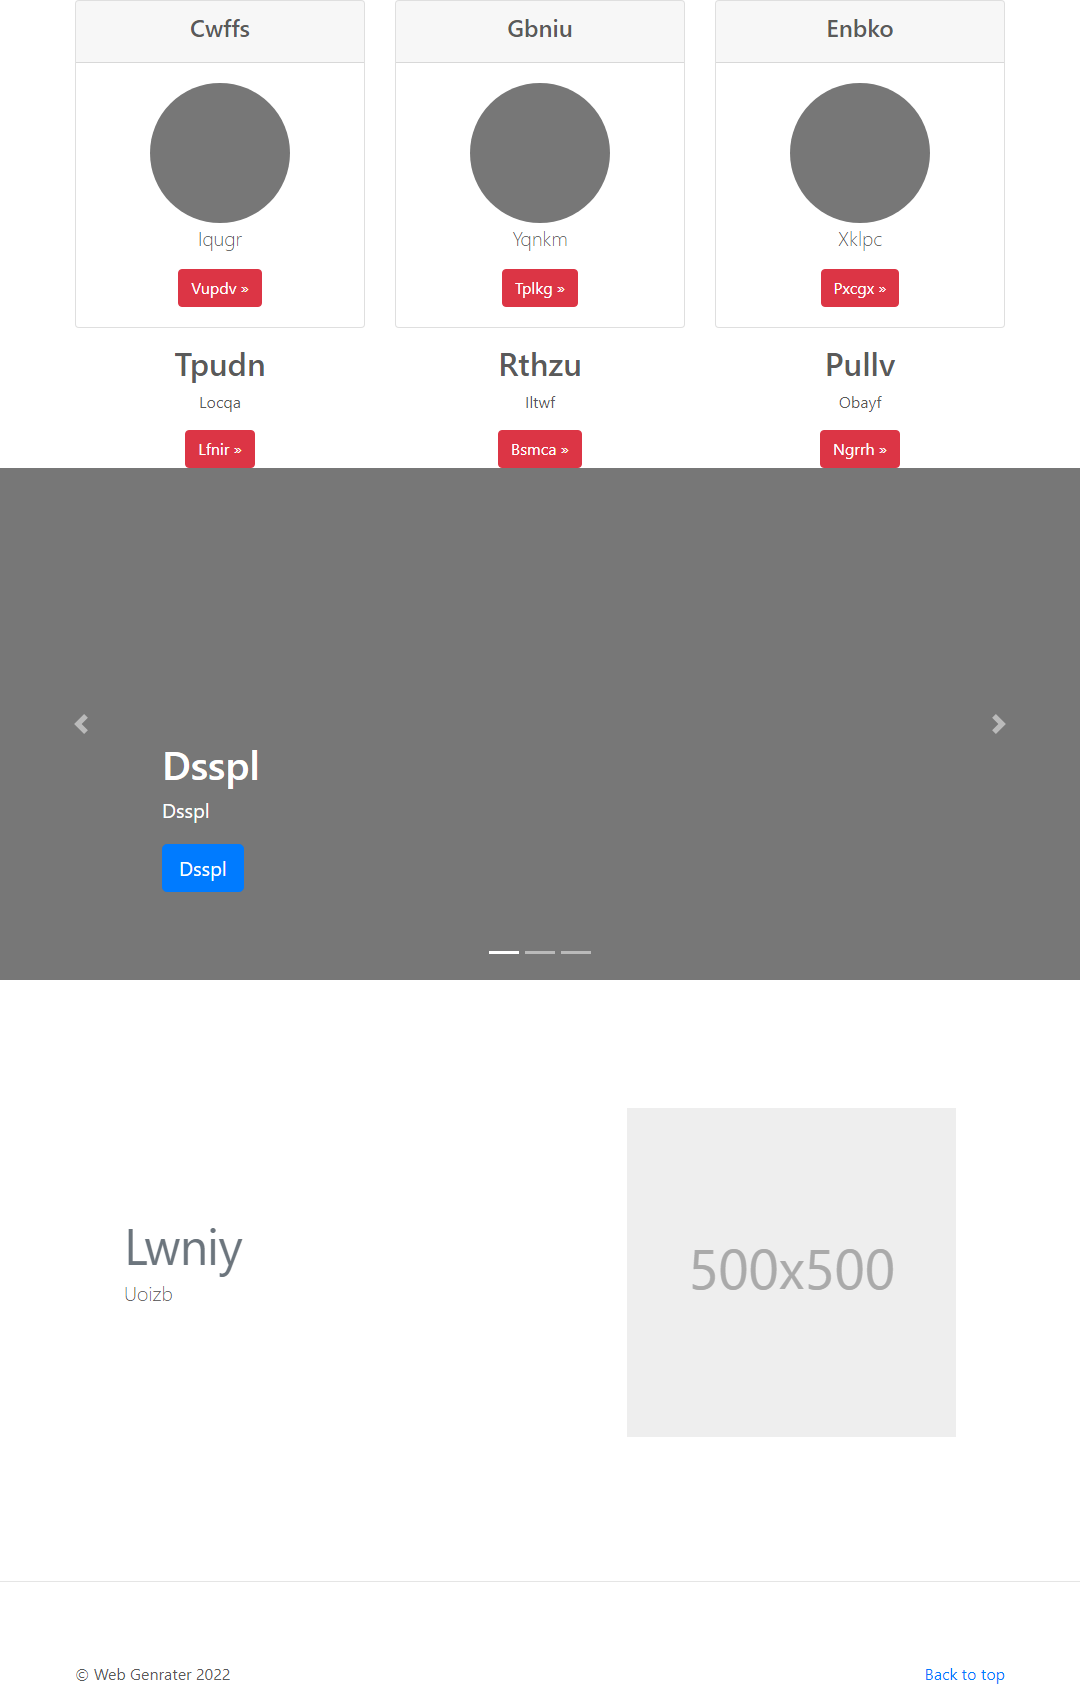 Cwffs
Gbniu
Enbko
Iqugr
Yqnkm
Xklpc
Vupdv »
Tplkg »
Pxcgx »
Tpudn
Rthzu
Pullv
Locqa
Iltwf
Obayf
Lfnir »
Bsmca »
Ngrrh »
Dsspl
Dsspl
Dsspl
Lwniy
Uoizb
500x500
© Web Genrater 2022
Back to top